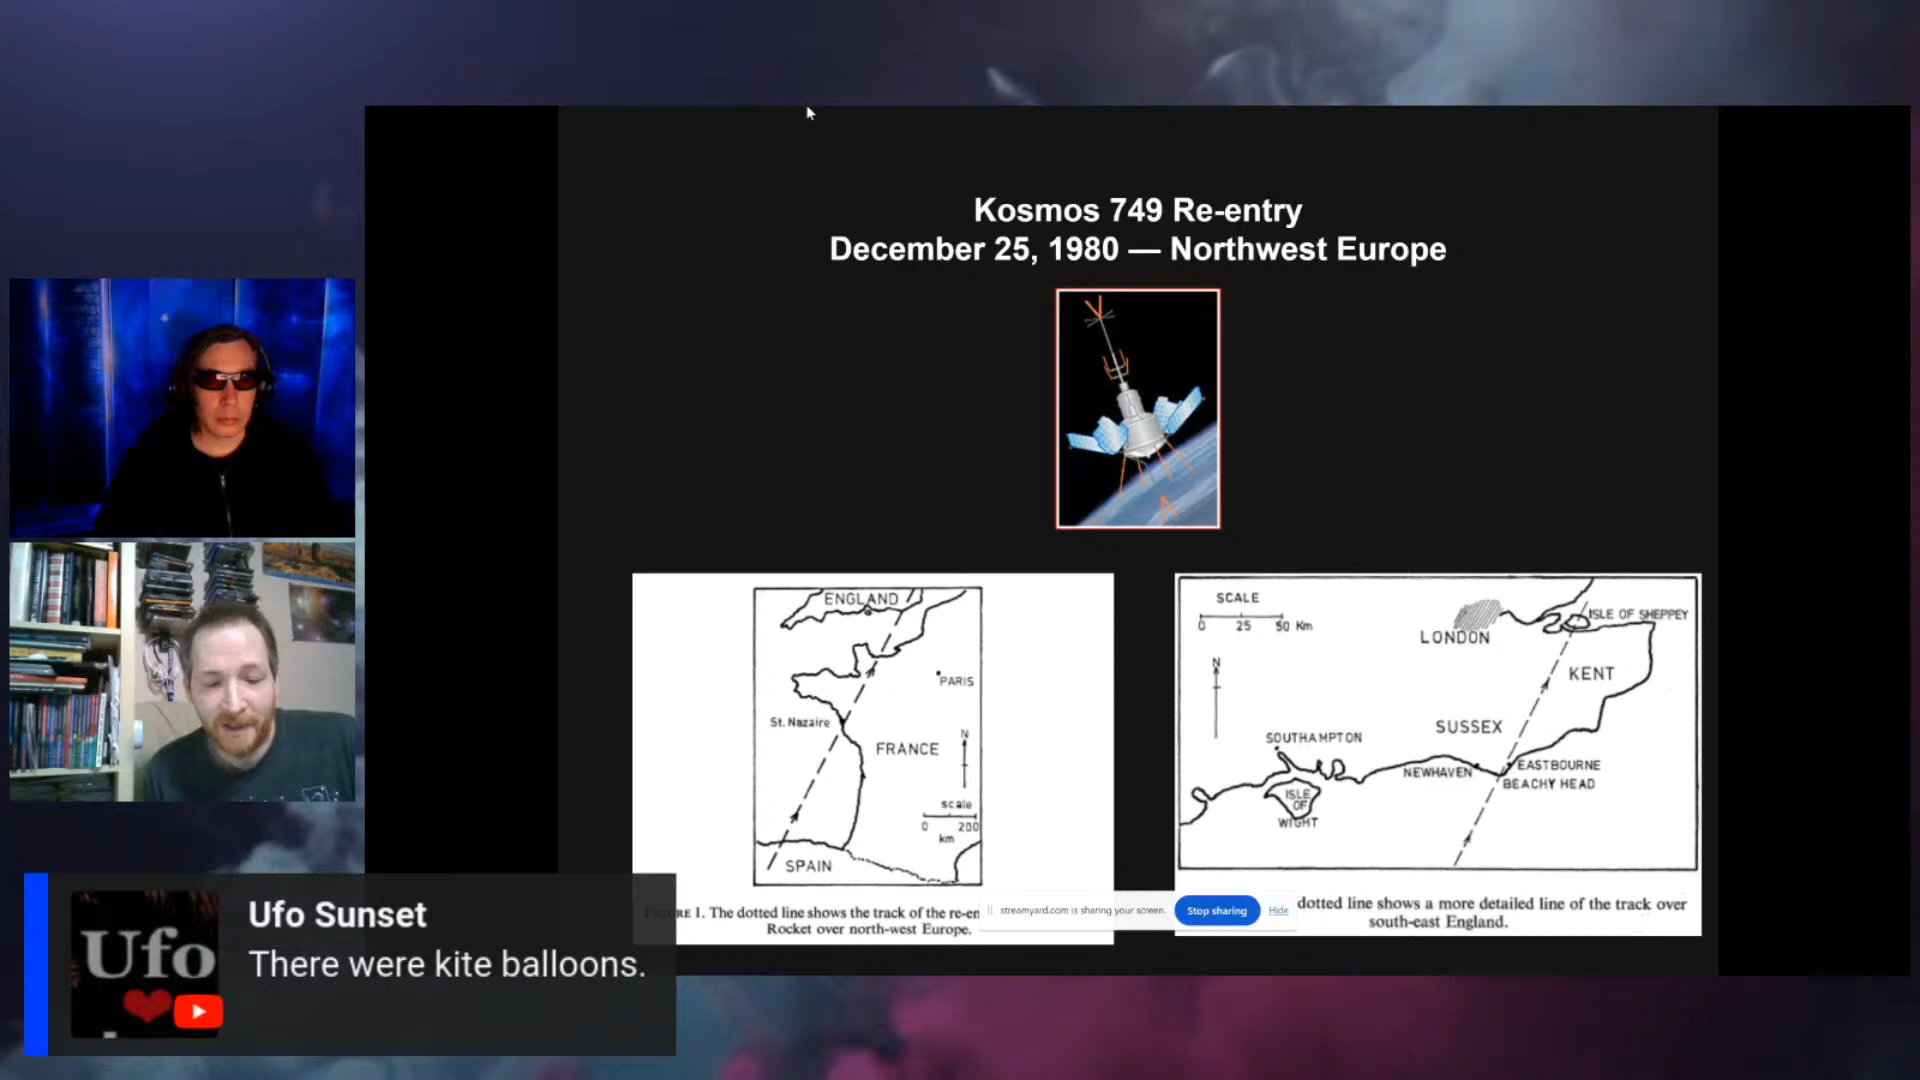 Kosmos 749 Re-entry
December 25, 1980 — Northwest Europe
ENGLAND
PARIS
St. Nazaire
FRANCE
N
scale
0 200
km
SPAIN
FIGURE 1. The dotted line shows the track of the re-en
Rocket over north-west Europe.
SCALE
0 25 50 Km
N
LONDON
ISLE OF SHEPPEY
KENT
SUSSEX
SOUTHAMPTON
NEWHAVEN
EASTBOURNE
BEACHY HEAD
ISLE
OF
WIGHT
dotted line shows a more detailed line of the track over
south-east England.
streamyard.com is sharing your screen.
Stop sharing
Hide
Ufo
Ufo Sunset
There were kite balloons.